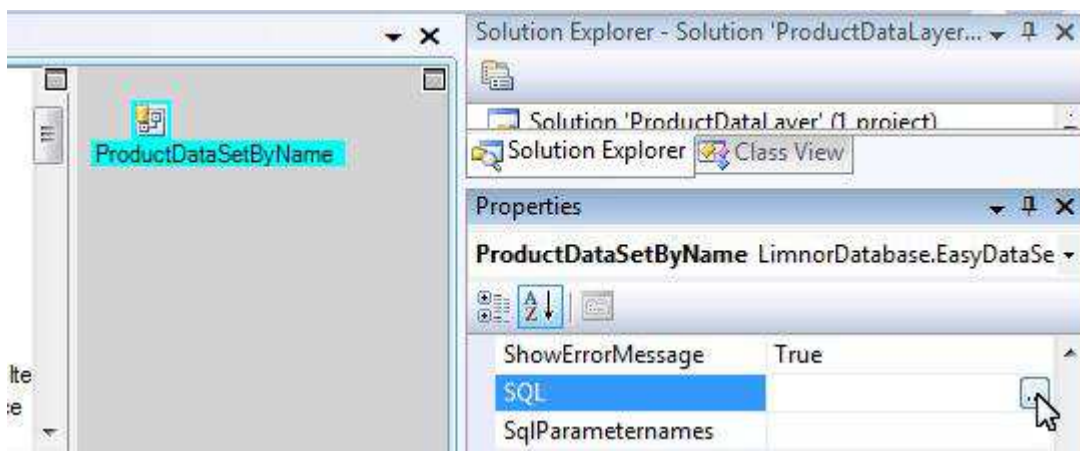 Solution Explorer - Solution 'ProductDataLayer...
Solution 'ProductDataLayer' (1 project)
Solution Explorer
Class View
ProductDataSetByName
Properties
ProductDataSetByName LimnorDatabase.EasyDataSe
ShowErrorMessage True
SQL
...
SqlParameternames
lte